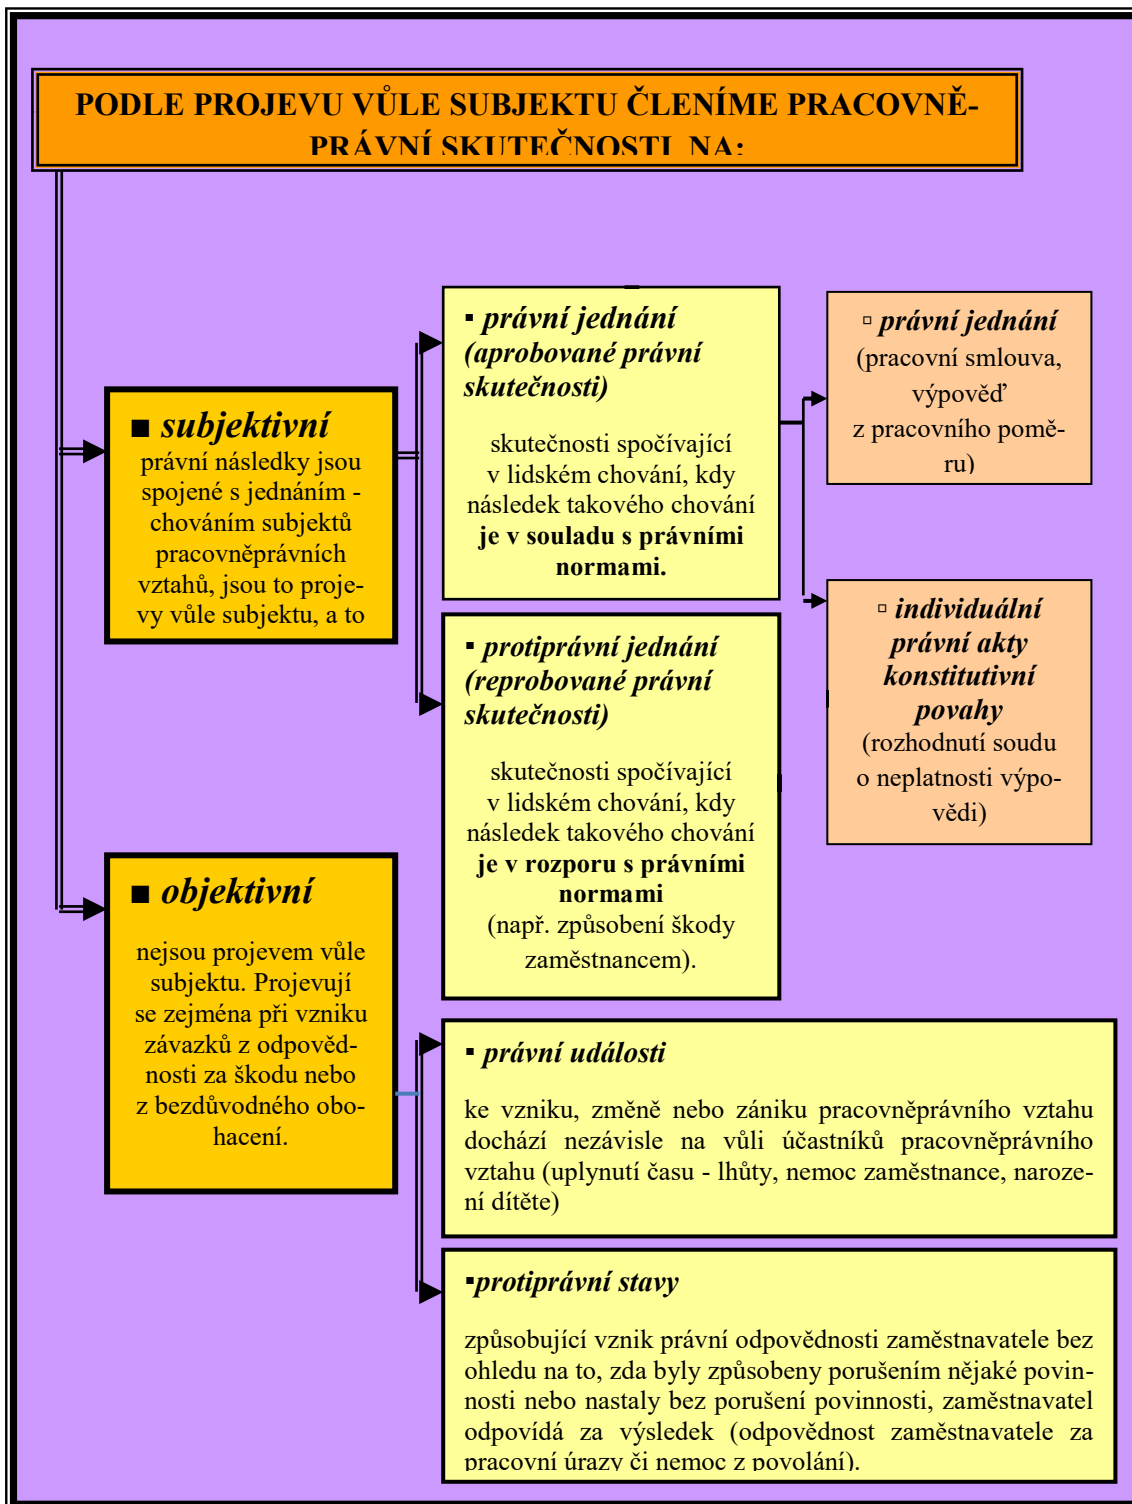 PODLE PROJEVU VŮLE SUBJEKTU ČLENÍME PRACOVNĚ-
PRÁVNÍ SKUTEČNOSTI NA:
■ subjektivní
právní následky jsou
spojené s jednáním -
chováním subjektů
pracovněprávních
vztahů, jsou to proje-
vy vůle subjektu, a to
▪ právní jednání
(aprobované právní
skutečnosti)
skutečnosti spočívající
v lidském chování, kdy
následek takového chování
je v souladu s právními
normami.
▫ právní jednání
(pracovní smlouva,
výpověď
z pracovního pomě-
ru)
▫ individuální
právní akty
konstitutivní
povahy
(rozhodnutí soudu
o neplatnosti výpo-
vědi)
▪ protiprávní jednání
(reprobované právní
skutečnosti)
skutečnosti spočívající
v lidském chování, kdy
následek takového chování
je v rozporu s právními
normami
(např. způsobení škody
zaměstnancem).
■ objektivní
nejsou projevem vůle
subjektu. Projevují
se zejména při vzniku
závazků z odpověd-
nosti za škodu nebo
z bezdůvodného obo-
hacení.
▪ právní události
ke vzniku, změně nebo zániku pracovněprávního vztahu
dochází nezávisle na vůli účastníků pracovněprávního
vztahu (uplynutí času - lhůty, nemoc zaměstnance, naroze-
ní dítěte)
▪protiprávní stavy
způsobující vznik právní odpovědnosti zaměstnavatele bez
ohledu na to, zda byly způsobeny porušením nějaké povin-
nosti nebo nastaly bez porušení povinnosti, zaměstnavatel
odpovídá za výsledek (odpovědnost zaměstnavatele za
pracovní úrazy či nemoc z povolání).